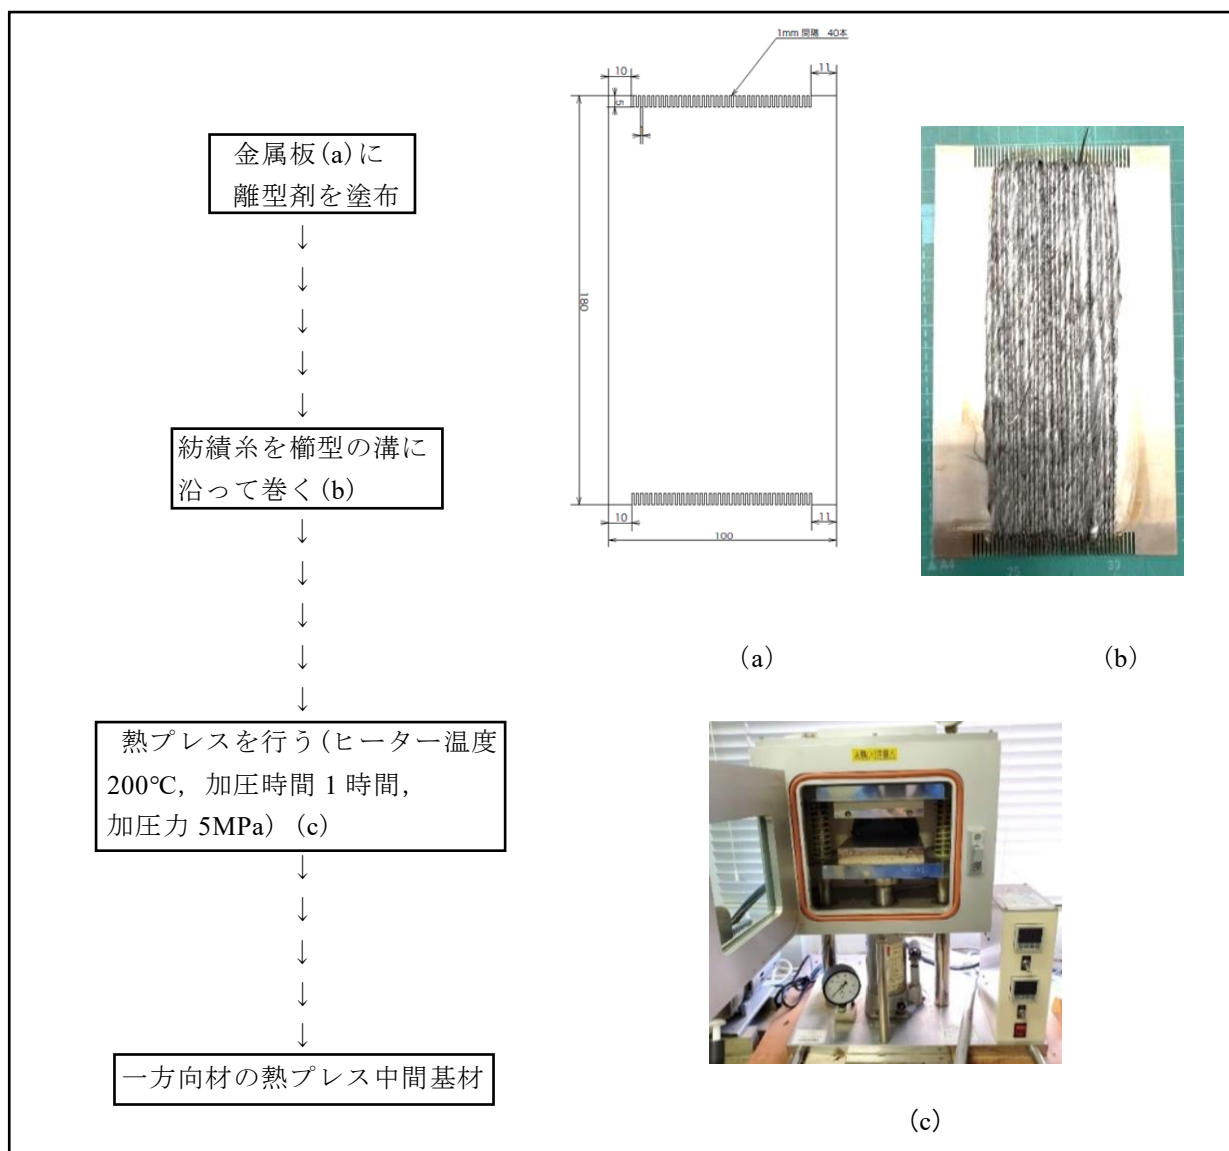 金属板(a)に
離型剤を塗布
↓
↓
↓
↓
↓
紡績糸を櫛型の溝に
沿って巻く(b)
↓
↓
↓
↓
↓
熱プレスを行う(ヒーター温度
200℃, 加圧時間 1 時間,
加圧力 5MPa) (c)
↓
↓
↓
↓
↓
一方向材の熱プレス中間基材
1mm 間隔 40本
10
11
5
180
10
11
100
(a)
A4
25
(b)
(c)